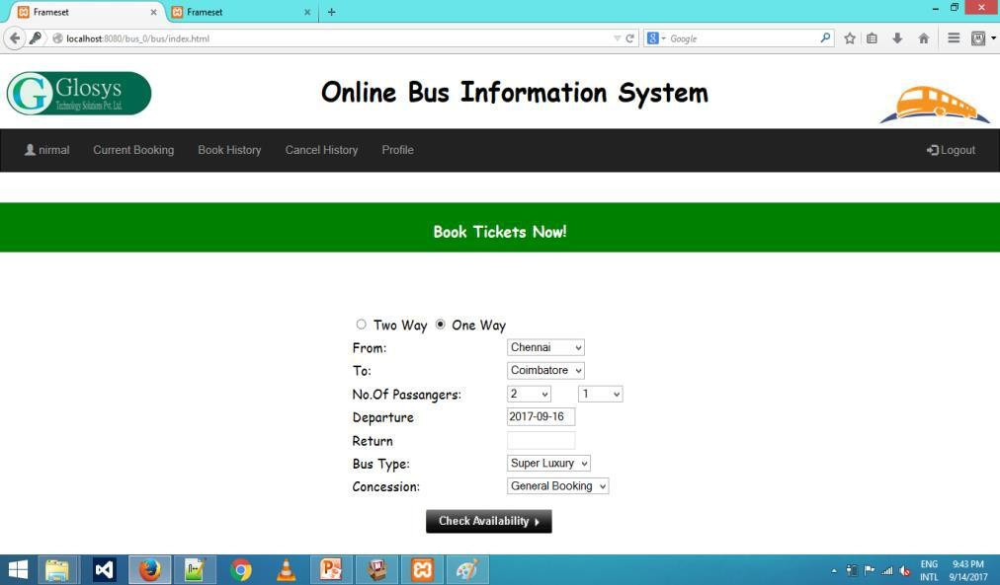 Frameset
Frameset
localhost:8080/bus_0/bus/index.html
Google
Glosys
Technology Solutions Pvt. Ltd.
Online Bus Information System
nirmal Current Booking Book History Cancel History Profile Logout
Book Tickets Now!
Two Way One Way
From: Chennai
To: Coimbatore
No.Of Passangers: 2 1
Departure 2017-09-16
Return
Bus Type: Super Luxury
Concession: General Booking
Check Availability
ENG 9:43 PM
INTL 9/14/2017